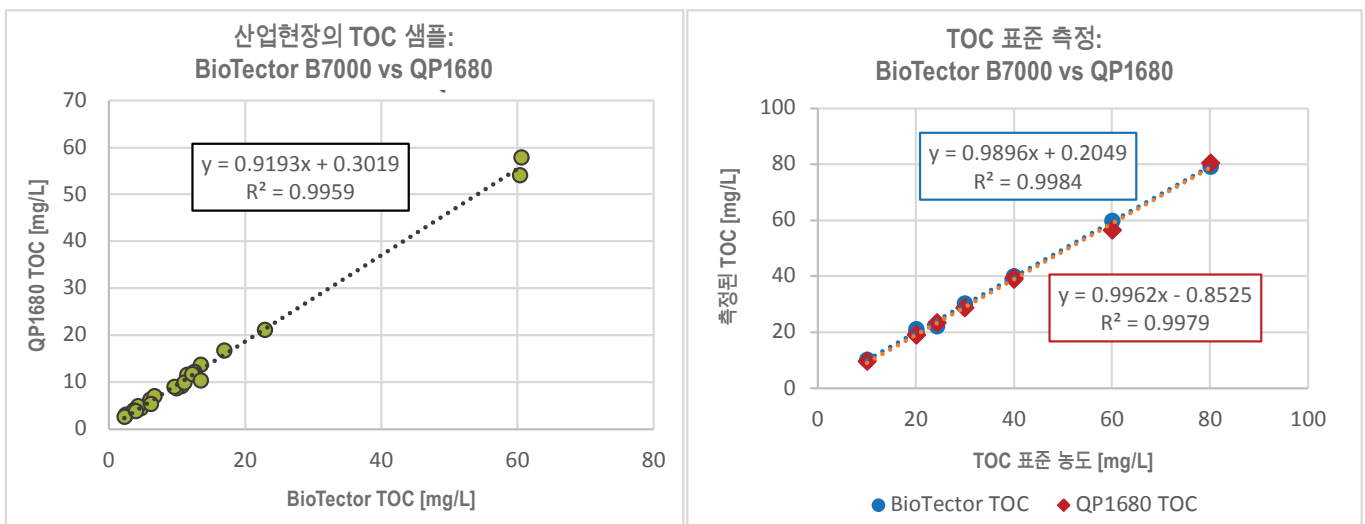 산업현장의 TOC 샘플:
BioTector B7000 vs QP1680
70
60
50
40
30
20
10
0
QP1680 TOC [mg/L]
y = 0.9193x + 0.3019
R² = 0.9959
0 20 40 60 80
BioTector TOC [mg/L]
TOC 표준 측정:
BioTector B7000 vs QP1680
100
80
60
40
20
0
측정된 TOC [mg/L]
y = 0.9896x + 0.2049
R² = 0.9984
y = 0.9962x - 0.8525
R² = 0.9979
0 20 40 60 80 100
TOC 표준 농도 [mg/L]
BioTector TOC QP1680 TOC